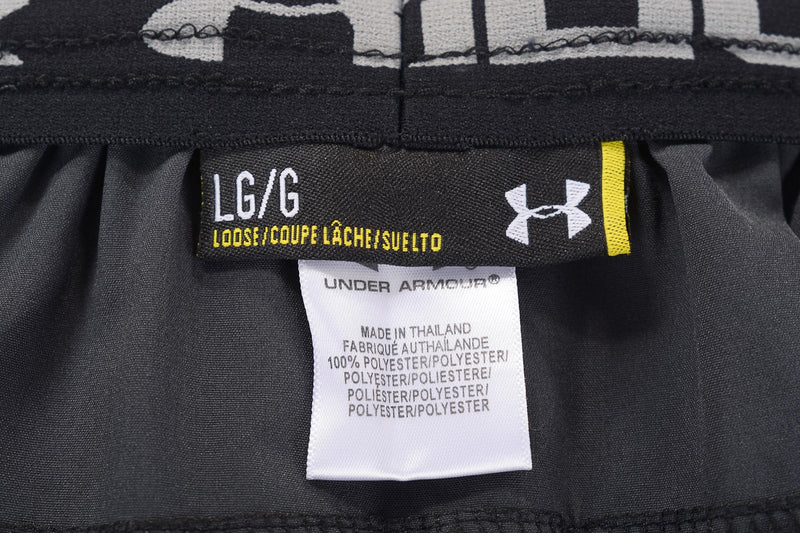 LG/G
LOOSE/COUPE LÂCHE/SUELTO
UNDER ARMOUR®
MADE IN THAILAND
FABRIQUÉ AUTHAÏLANDE
100% POLYESTER/POLYESTER/
POLYESTER/POLIESTERE/
POLIÉSTER/POLYESTER
POLYESTER/POLYESTER